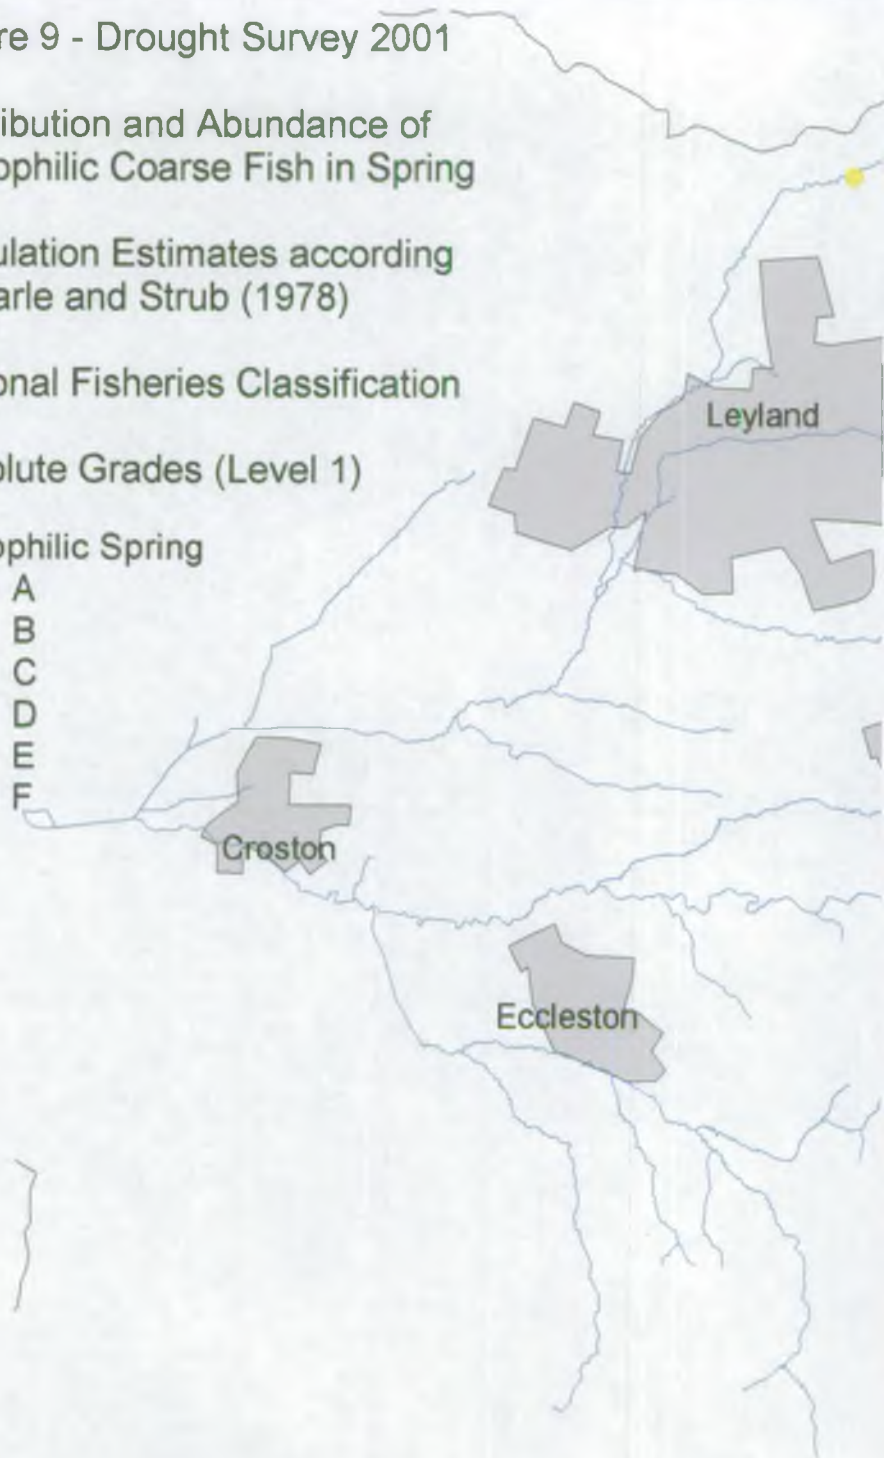 re 9 - Drought Survey 2001
ibution and Abundance of
ophilic Coarse Fish in Spring
ulation Estimates according
arle and Strub (1978)
onal Fisheries Classification
olute Grades (Level 1)
ophilic Spring
A
B
C
D
E
F
Leyland
Croston
Eccleston